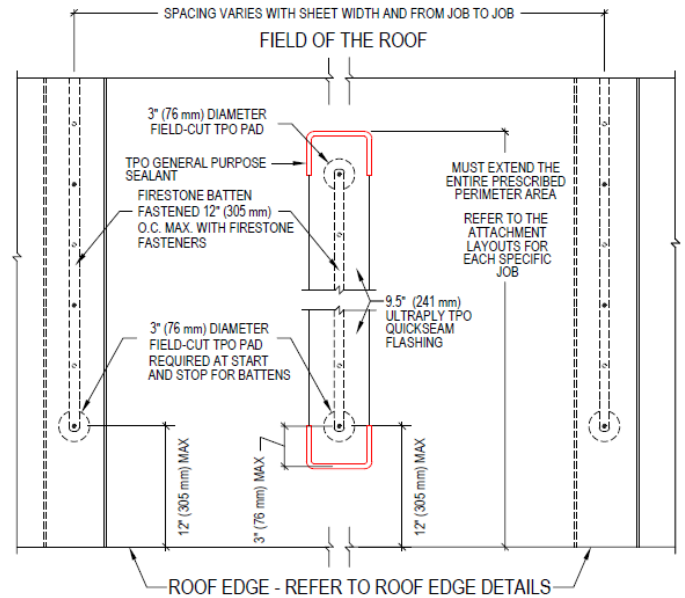 SPACING VARIES WITH SHEET WIDTH AND FROM JOB TO JOB
FIELD OF THE ROOF
3" (76 mm) DIAMETER
FIELD-CUT TPO PAD
TPO GENERAL PURPOSE
SEALANT
FIRESTONE BATTEN
FASTENED 12" (305 mm)
O.C. MAX. WITH FIRESTONE
FASTENERS
MUST EXTEND THE
ENTIRE PRESCRIBED
PERIMETER AREA
REFER TO THE
ATTACHMENT
LAYOUTS FOR
EACH SPECIFIC
JOB
9.5" (241 mm)
ULTRAPLY TPO
QUICKSEAM
FLASHING
3" (76 mm) DIAMETER
FIELD-CUT TPO PAD
REQUIRED AT START
AND STOP FOR BATTENS
12" (305 mm) MAX
3" (76 mm) MAX
12" (305 mm) MAX
ROOF EDGE - REFER TO ROOF EDGE DETAILS